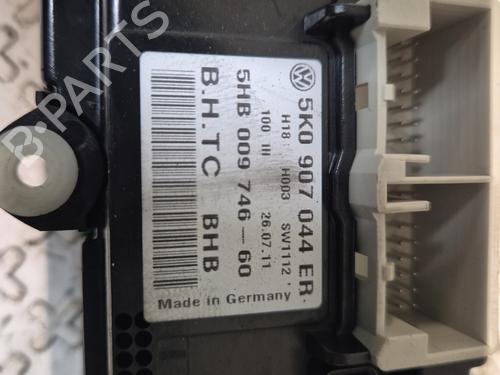 5K0 907 044 ER
H18 H003 SW1112
100 III 26.07.11
5HB 009 746-60
B.H.T.C BHB
Made in Germany
B-PARTS